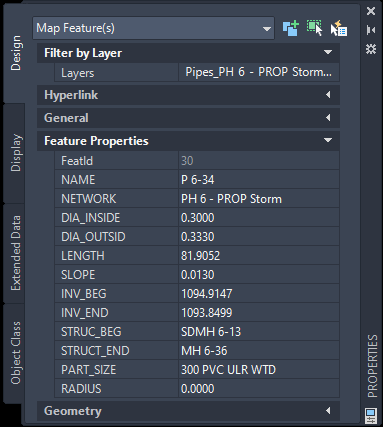 Map Feature(s)
Filter by Layer
Layers Pipes_PH 6 - PROP Storm...
Hyperlink
General
Feature Properties
FeatId 30
NAME P 6-34
NETWORK PH 6 - PROP Storm
DIA_INSIDE 0.3000
DIA_OUTSID 0.3330
LENGTH 81.9052
SLOPE 0.0130
INV_BEG 1094.9147
INV_END 1093.8499
STRUC_BEG SDMH 6-13
STRUCT_END MH 6-36
PART_SIZE 300 PVC ULR WTD
RADIUS 0.0000
Geometry
Design
Display
Extended Data
Object Class
PROPERTIES